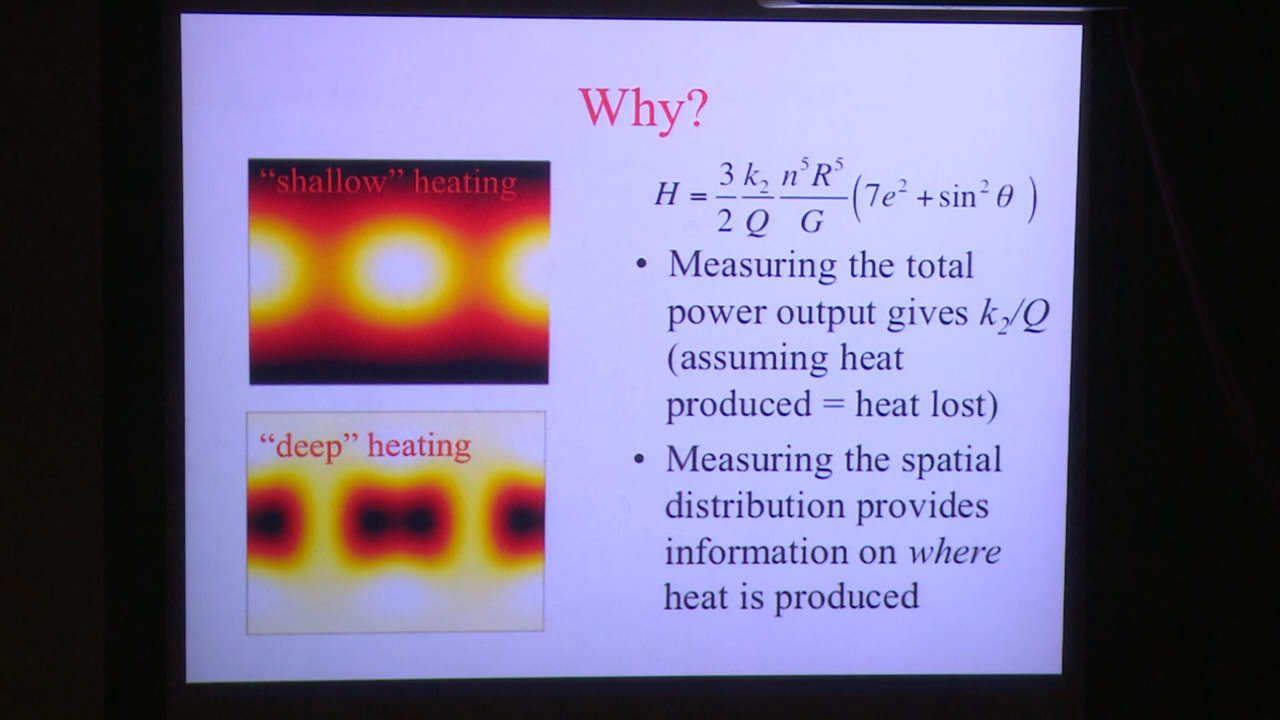 Why?
“shallow” heating
H = 3/2 k₂/Q n⁵R⁵/G (7e² + sin² θ )
• Measuring the total
power output gives k₂/Q
(assuming heat
produced = heat lost)
“deep” heating
• Measuring the spatial
distribution provides
information on where
heat is produced